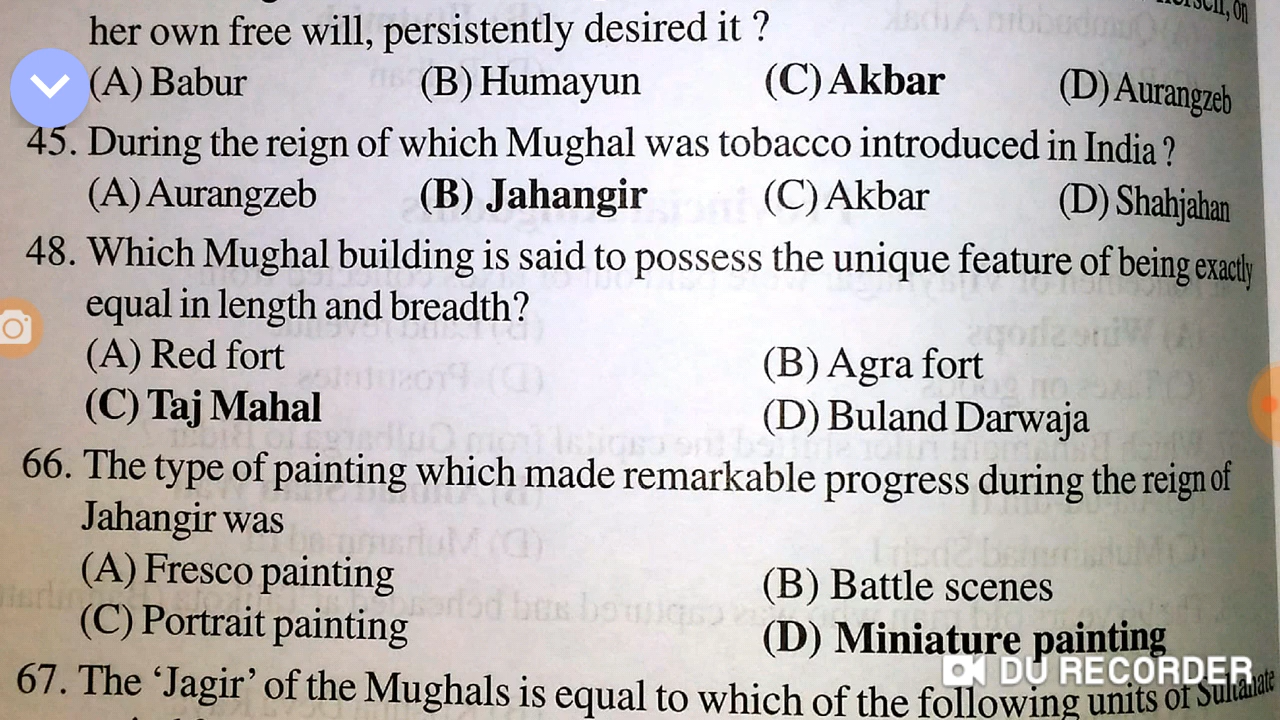 herself, on
her own free will, persistently desired it ?
(A) Babur (B) Humayun (C) Akbar (D) Aurangzeb
45. During the reign of which Mughal was tobacco introduced in India ?
(A) Aurangzeb (B) Jahangir (C) Akbar (D) Shahjahan
48. Which Mughal building is said to possess the unique feature of being exactly
equal in length and breadth?
(A) Red fort (B) Agra fort
(C) Taj Mahal (D) Buland Darwaja
66. The type of painting which made remarkable progress during the reign of
Jahangir was
(A) Fresco painting (B) Battle scenes
(C) Portrait painting (D) Miniature painting
DU RECORDER
67. The ‘Jagir’ of the Mughals is equal to which of the following units of Sultanate